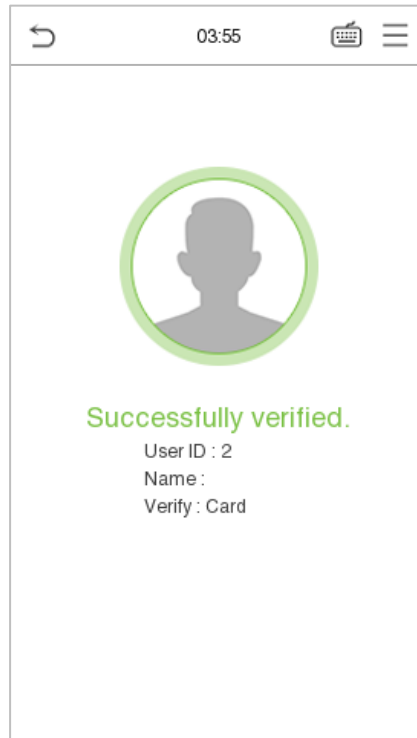 03:55
Successfully verified.
User ID : 2
Name :
Verify : Card